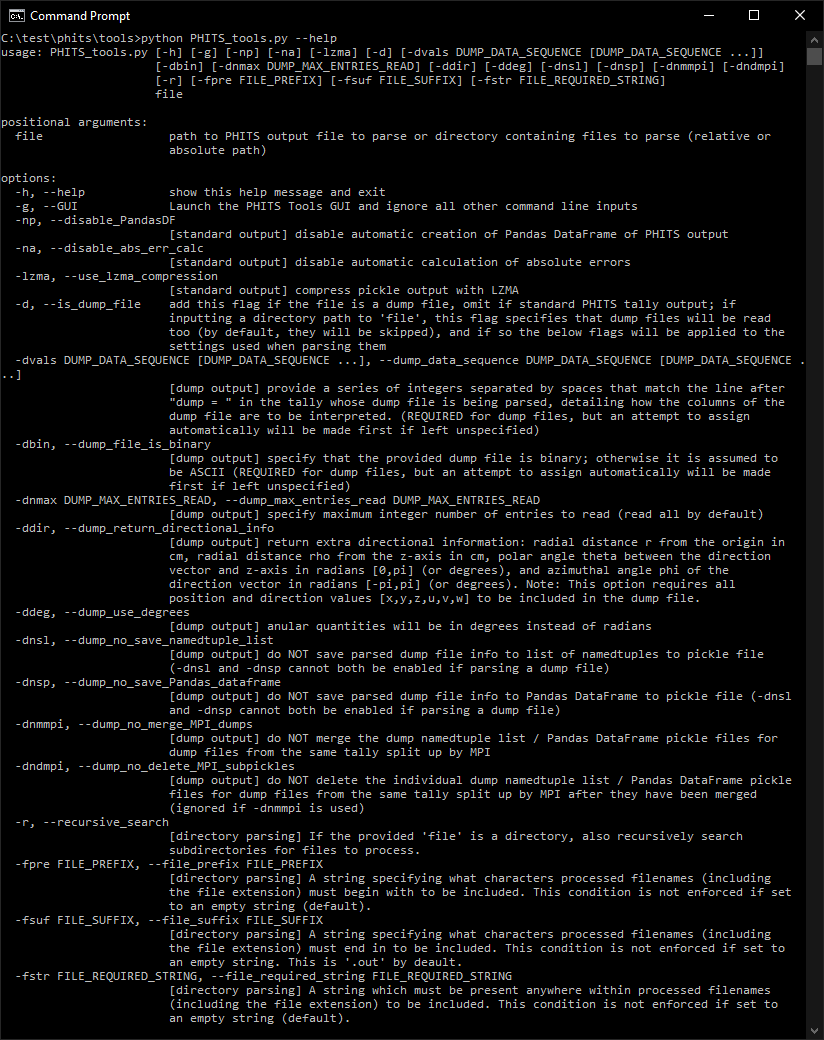 Command Prompt
C:\test\phits\tools>python PHITS_tools.py --help
usage: PHITS_tools.py [-h] [-g] [-np] [-na] [-lzma] [-d] [-dvals DUMP_DATA_SEQUENCE [DUMP_DATA_SEQUENCE ...]]
[-dbin] [-dnmax DUMP_MAX_ENTRIES_READ] [-ddir] [-ddeg] [-dnsl] [-dnsp] [-dnmmpi] [-dndmpi]
[-r] [-fpre FILE_PREFIX] [-fsuf FILE_SUFFIX] [-fstr FILE_REQUIRED_STRING]
file
positional arguments:
file path to PHITS output file to parse or directory containing files to parse (relative or
absolute path)
options:
-h, --help show this help message and exit
-g, --GUI Launch the PHITS Tools GUI and ignore all other command line inputs
-np, --disable_PandasDF
[standard output] disable automatic creation of Pandas DataFrame of PHITS output
-na, --disable_abs_err_calc
[standard output] disable automatic calculation of absolute errors
-lzma, --use_lzma_compression
[standard output] compress pickle output with LZMA
-d, --is_dump_file add this flag if the file is a dump file, omit if standard PHITS tally output; if
inputting a directory path to 'file', this flag specifies that dump files will be read
too (by default, they will be skipped), and if so the below flags will be applied to the
settings used when parsing them
-dvals DUMP_DATA_SEQUENCE [DUMP_DATA_SEQUENCE ...], --dump_data_sequence DUMP_DATA_SEQUENCE [DUMP_DATA_SEQUENCE .
..]
[dump output] provide a series of integers separated by spaces that match the line after
"dump = " in the tally whose dump file is being parsed, detailing how the columns of the
dump file are to be interpreted. (REQUIRED for dump files, but an attempt to assign
automatically will be made first if left unspecified)
-dbin, --dump_file_is_binary
[dump output] specify that the provided dump file is binary; otherwise it is assumed to
be ASCII (REQUIRED for dump files, but an attempt to assign automatically will be made
first if left unspecified)
-dnmax DUMP_MAX_ENTRIES_READ, --dump_max_entries_read DUMP_MAX_ENTRIES_READ
[dump output] specify maximum integer number of entries to read (read all by default)
-ddir, --dump_return_directional_info
[dump output] return extra directional information: radial distance r from the origin in
cm, radial distance rho from the z-axis in cm, polar angle theta between the direction
vector and z-axis in radians [0,pi] (or degrees), and azimuthal angle phi of the
direction vector in radians [-pi,pi] (or degrees). Note: This option requires all
position and direction values [x,y,z,u,v,w] to be included in the dump file.
-ddeg, --dump_use_degrees
[dump output] anular quantities will be in degrees instead of radians
-dnsl, --dump_no_save_namedtuple_list
[dump output] do NOT save parsed dump file info to list of namedtuples to pickle file
(-dnsl and -dnsp cannot both be enabled if parsing a dump file)
-dnsp, --dump_no_save_Pandas_dataframe
[dump output] do NOT save parsed dump file info to Pandas DataFrame to pickle file (-dnsl
and -dnsp cannot both be enabled if parsing a dump file)
-dnmmpi, --dump_no_merge_MPI_dumps
[dump output] do NOT merge the dump namedtuple list / Pandas DataFrame pickle files for
dump files from the same tally split up by MPI
-dndmpi, --dump_no_delete_MPI_subpickles
[dump output] do NOT delete the individual dump namedtuple list / Pandas DataFrame pickle
files for dump files from the same tally split up by MPI after they have been merged
(ignored if -dnmmpi is used)
-r, --recursive_search
[directory parsing] If the provided 'file' is a directory, also recursively search
subdirectories for files to process.
-fpre FILE_PREFIX, --file_prefix FILE_PREFIX
[directory parsing] A string specifying what characters processed filenames (including
the file extension) must begin with to be included. This condition is not enforced if set
to an empty string (default).
-fsuf FILE_SUFFIX, --file_suffix FILE_SUFFIX
[directory parsing] A string specifying what characters processed filenames (including
the file extension) must end in to be included. This condition is not enforced if set to
an empty string. This is '.out' by deault.
-fstr FILE_REQUIRED_STRING, --file_required_string FILE_REQUIRED_STRING
[directory parsing] A string which must be present anywhere within processed filenames
(including the file extension) to be included. This condition is not enforced if set to
an empty string (default).